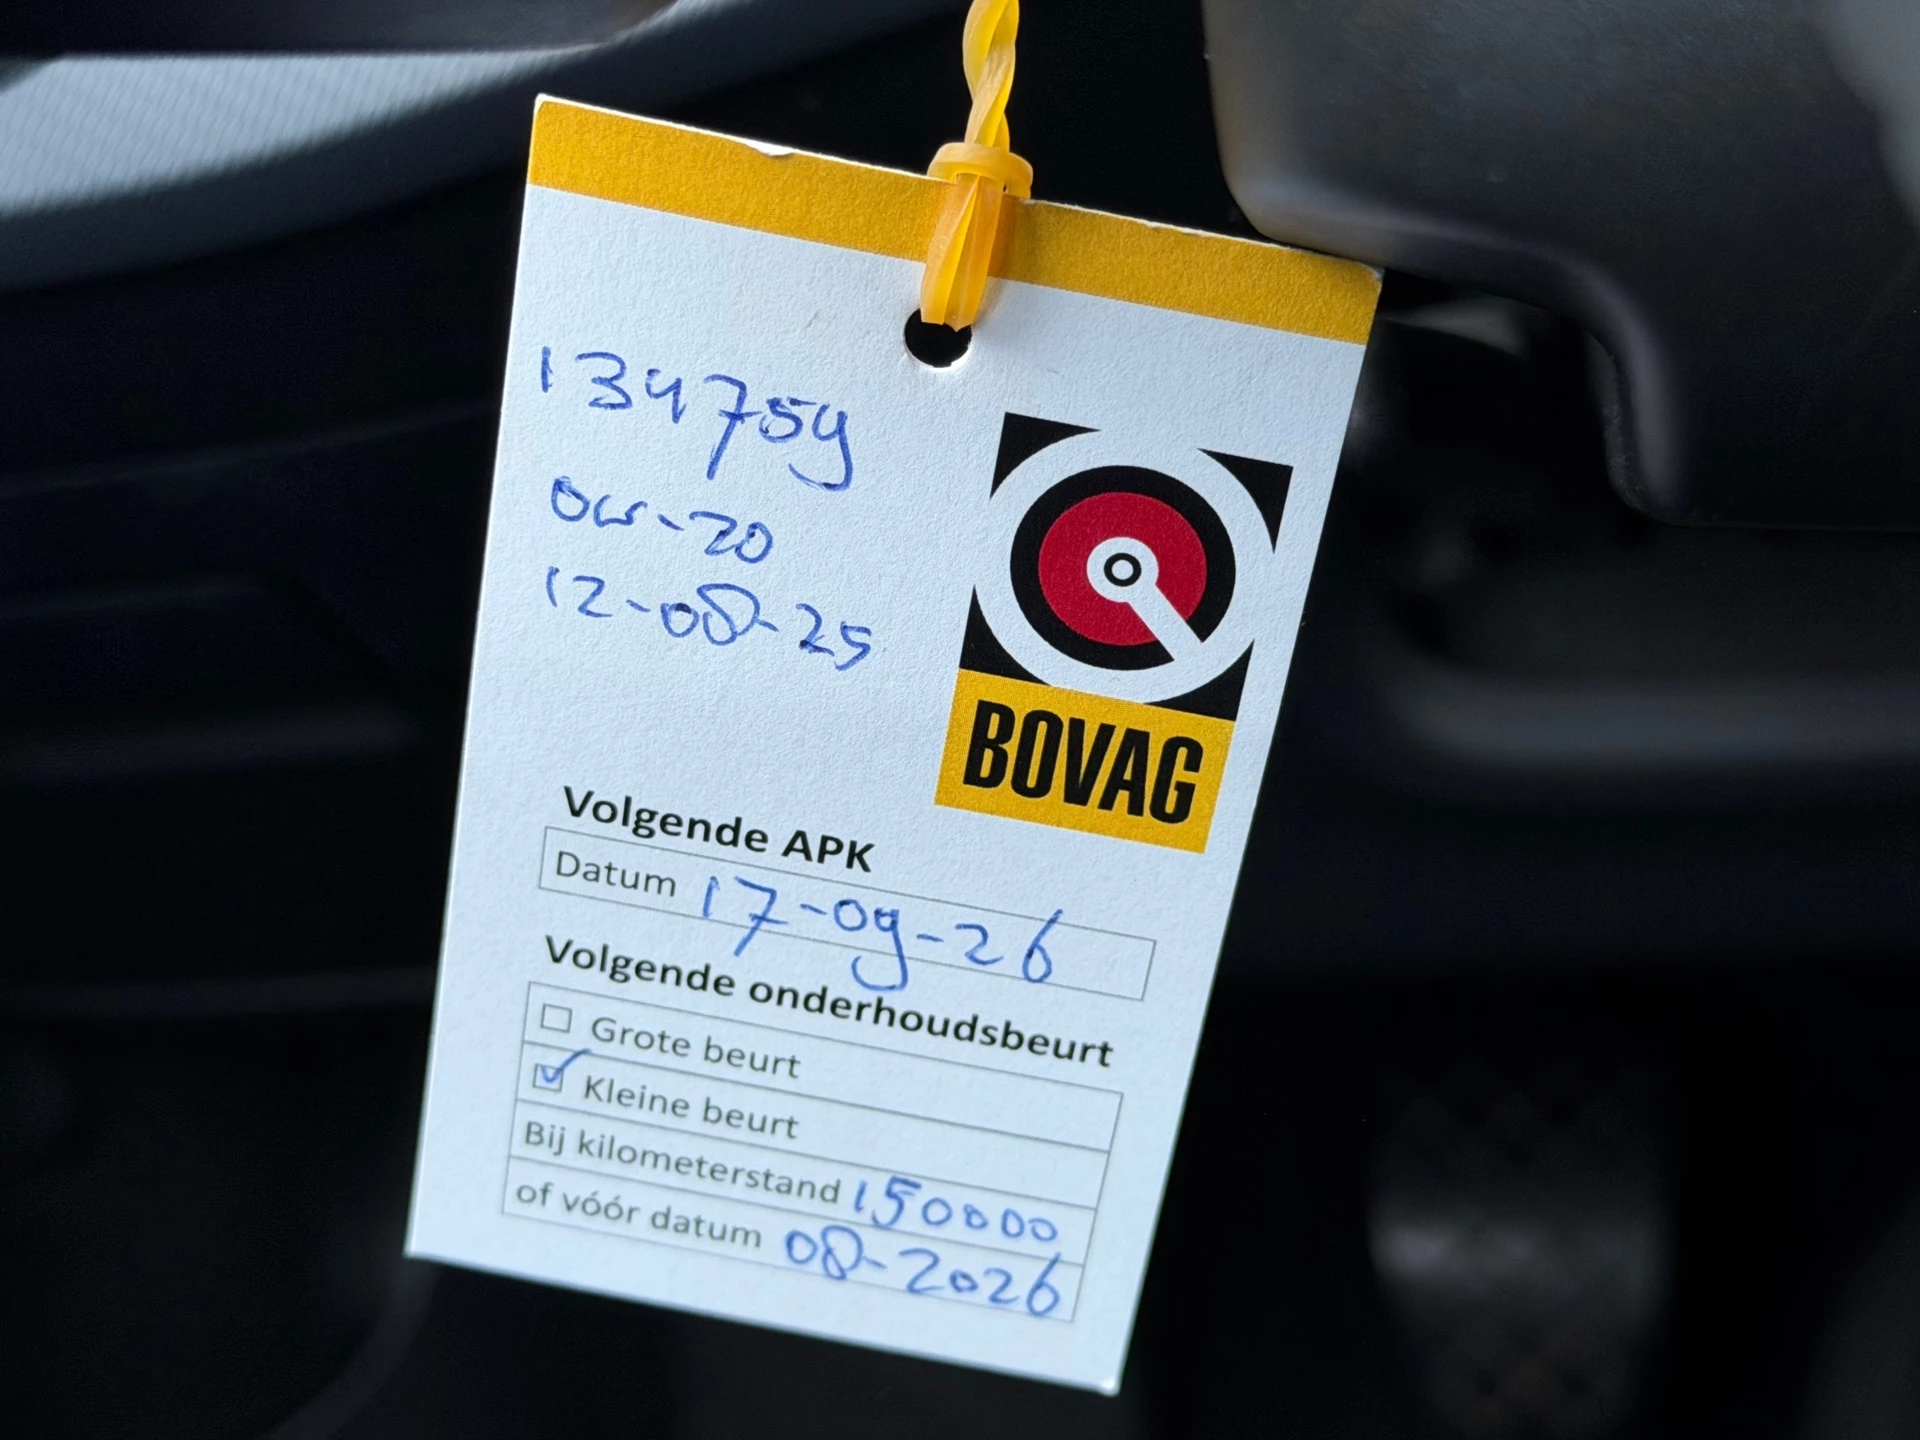 134759
0w-20
12-08-25
BOVAG
Volgende APK
Datum 17-09-26
Volgende onderhoudsbeurt
Grote beurt
Kleine beurt
Bij kilometerstand 150000
of vóór datum 08-2026